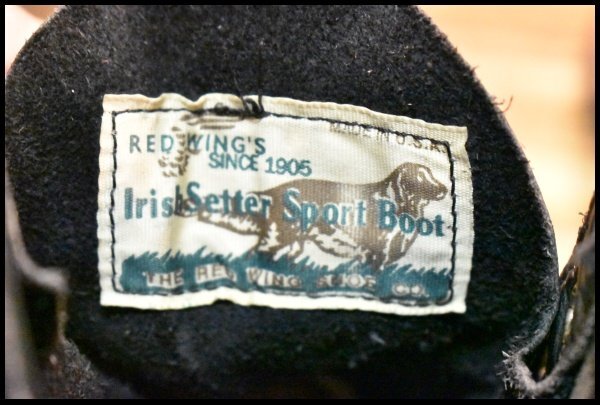 MADE IN U.S.A.
RED WING'S
SINCE 1905
Irish Setter Sport Boot
THE RED WING SHOE CO.